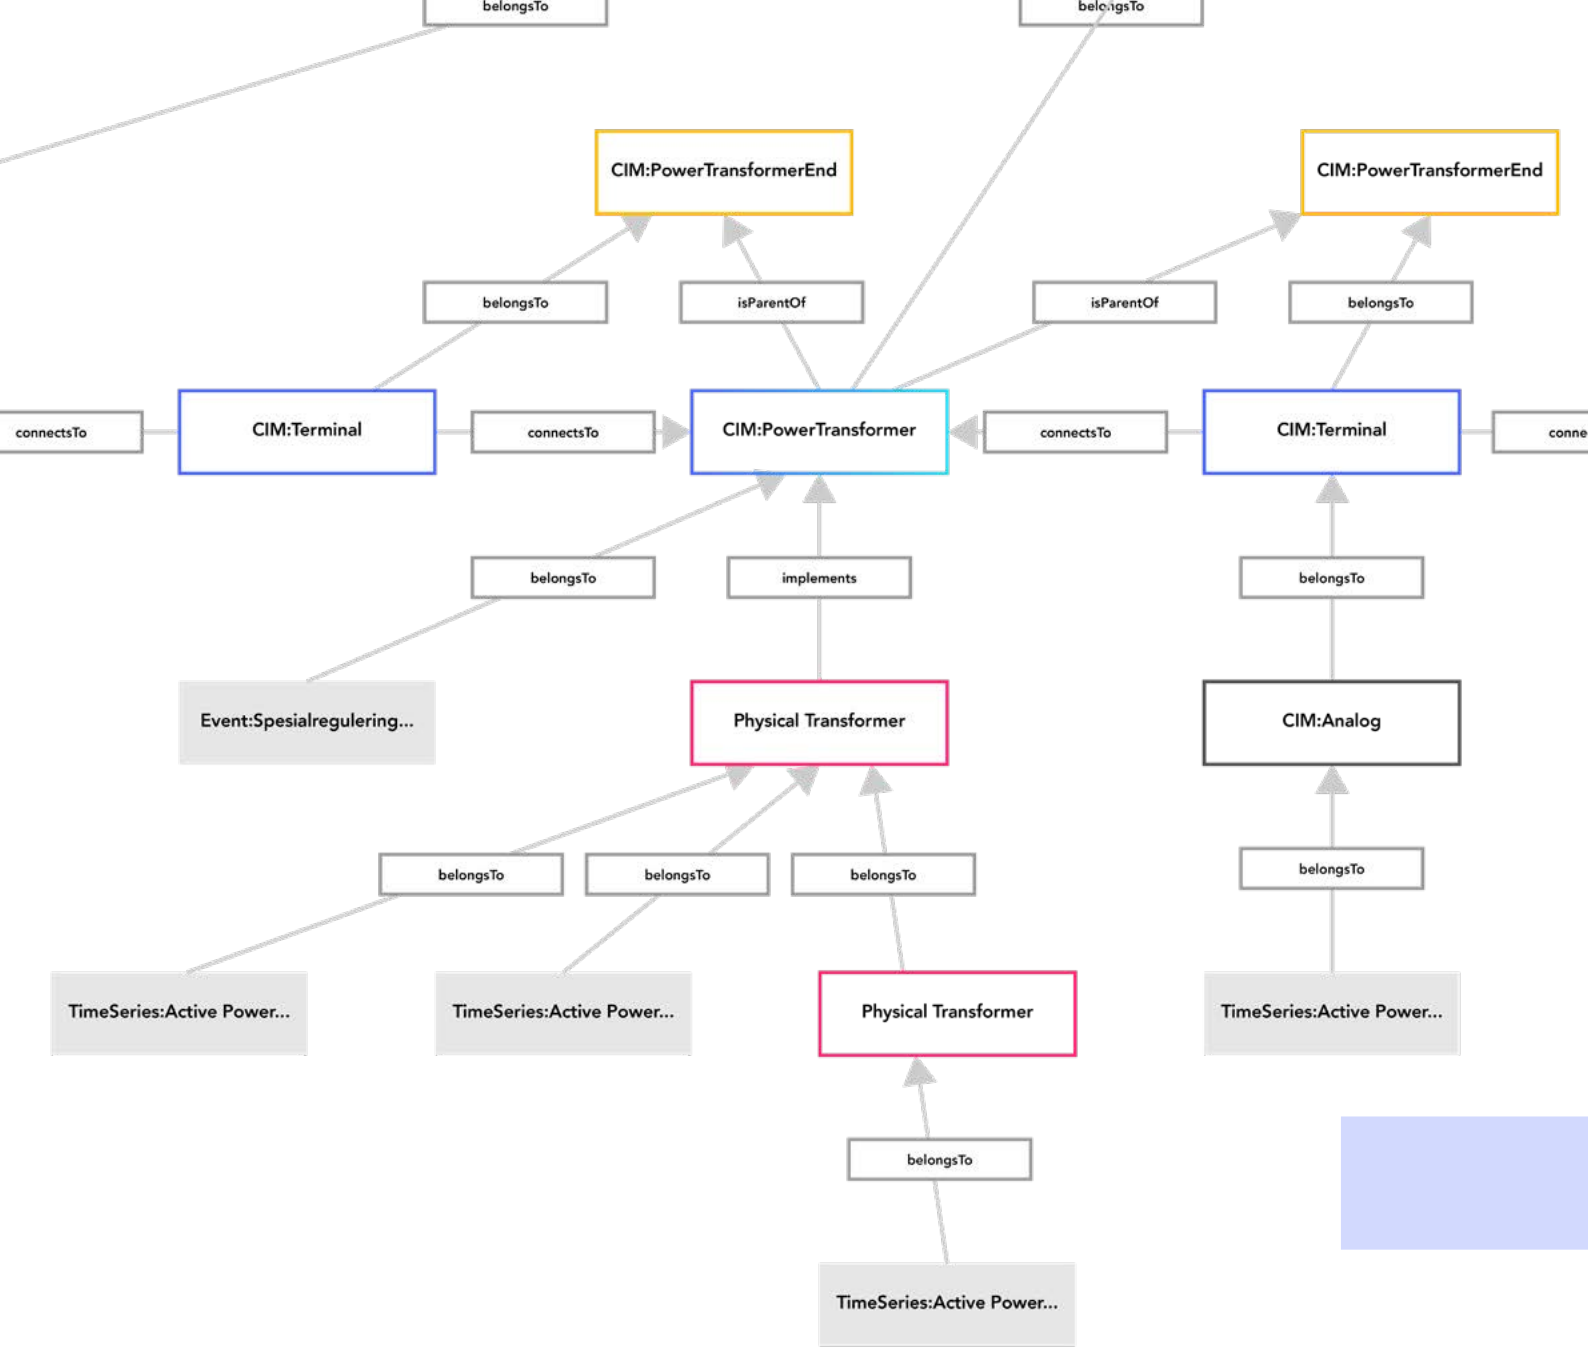 belongsTo
belongsTo
CIM:PowerTransformerEnd
CIM:PowerTransformerEnd
belongsTo
isParentOf
isParentOf
belongsTo
connectsTo
CIM:Terminal
connectsTo
CIM:PowerTransformer
connectsTo
CIM:Terminal
conne
belongsTo
implements
belongsTo
Event:Spesialregulering...
Physical Transformer
CIM:Analog
belongsTo
belongsTo
belongsTo
belongsTo
TimeSeries:Active Power...
TimeSeries:Active Power...
Physical Transformer
TimeSeries:Active Power...
belongsTo
TimeSeries:Active Power...